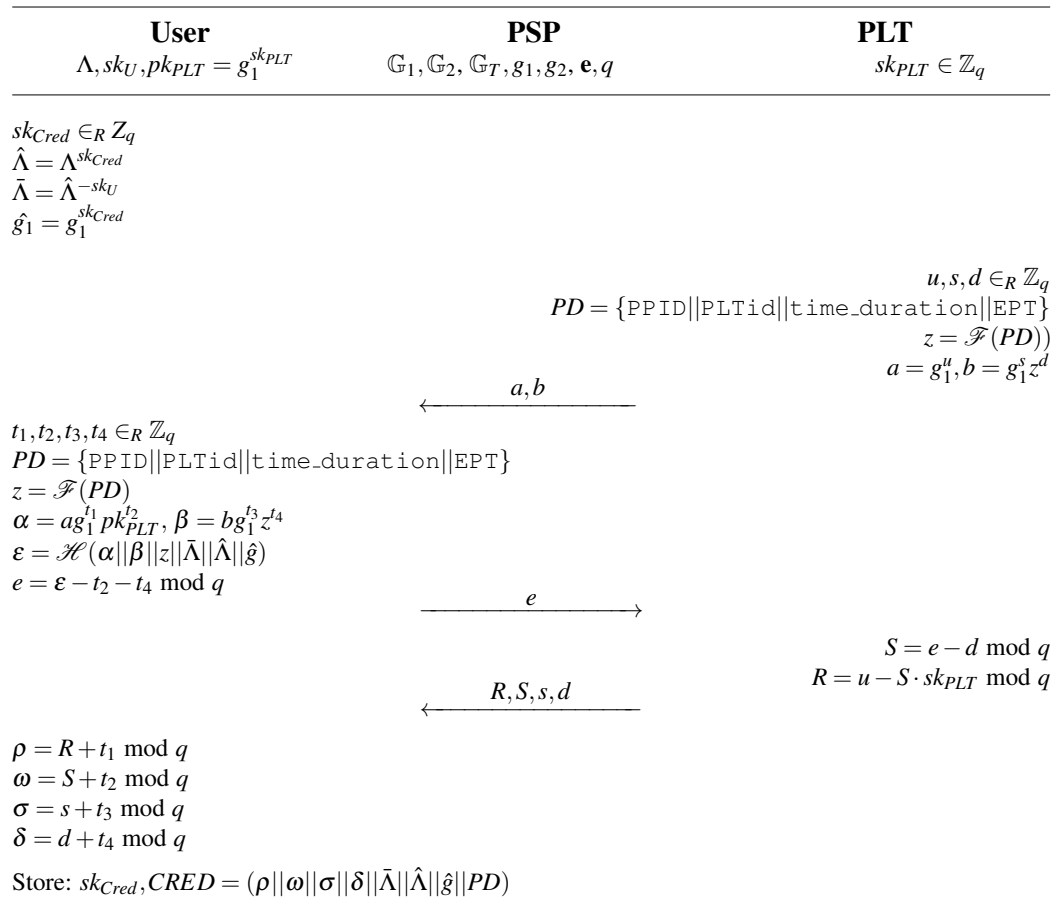 User PSP PLT
Λ, sk_U, pk_PLT = g_1^{sk_PLT} 𝔾_1, 𝔾_2, 𝔾_T, g_1, g_2, e, q sk_PLT ∈ ℤ_q
sk_Cred ∈_R Z_q
Λ̂ = Λ^{sk_Cred}
Λ̄ = Λ̂^{−sk_U}
ĝ_1 = g_1^{sk_Cred}
u, s, d ∈_R ℤ_q
PD = {PPID||PLTid||time_duration||EPT}
z = ℱ(PD))
a = g_1^u, b = g_1^s z^d
a, b
t_1, t_2, t_3, t_4 ∈_R ℤ_q
PD = {PPID||PLTid||time_duration||EPT}
z = ℱ(PD)
α = a g_1^{t_1} pk_PLT^{t_2}, β = b g_1^{t_3} z^{t_4}
ε = ℋ(α||β||z||Λ̄||Λ̂||ĝ)
e = ε − t_2 − t_4 mod q
e
S = e − d mod q
R = u − S · sk_PLT mod q
R, S, s, d
ρ = R + t_1 mod q
ω = S + t_2 mod q
σ = s + t_3 mod q
δ = d + t_4 mod q
Store: sk_Cred, CRED = (ρ||ω||σ||δ||Λ̄||Λ̂||ĝ||PD)